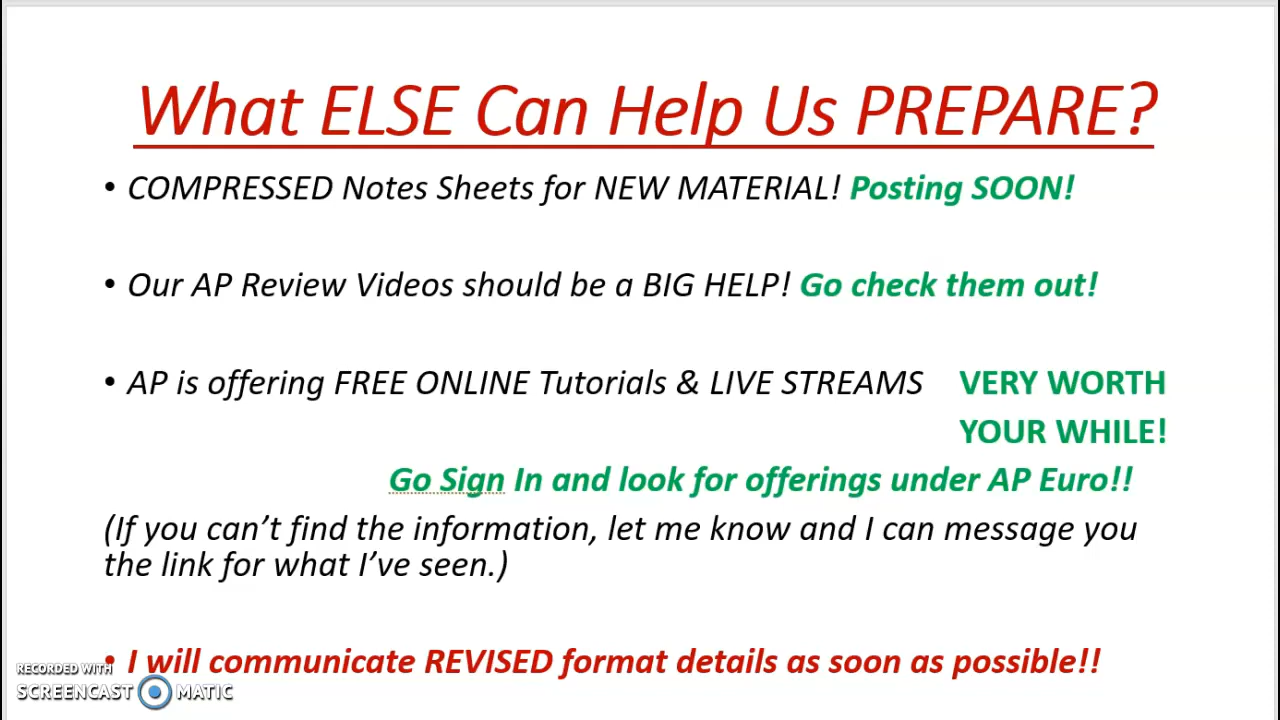 What ELSE Can Help Us PREPARE?
• COMPRESSED Notes Sheets for NEW MATERIAL! Posting SOON!
• Our AP Review Videos should be a BIG HELP! Go check them out!
• AP is offering FREE ONLINE Tutorials & LIVE STREAMS VERY WORTH
YOUR WHILE!
Go Sign In and look for offerings under AP Euro!!
(If you can't find the information, let me know and I can message you
the link for what I've seen.)
• I will communicate REVISED format details as soon as possible!!
RECORDED WITH
SCREENCAST MATIC